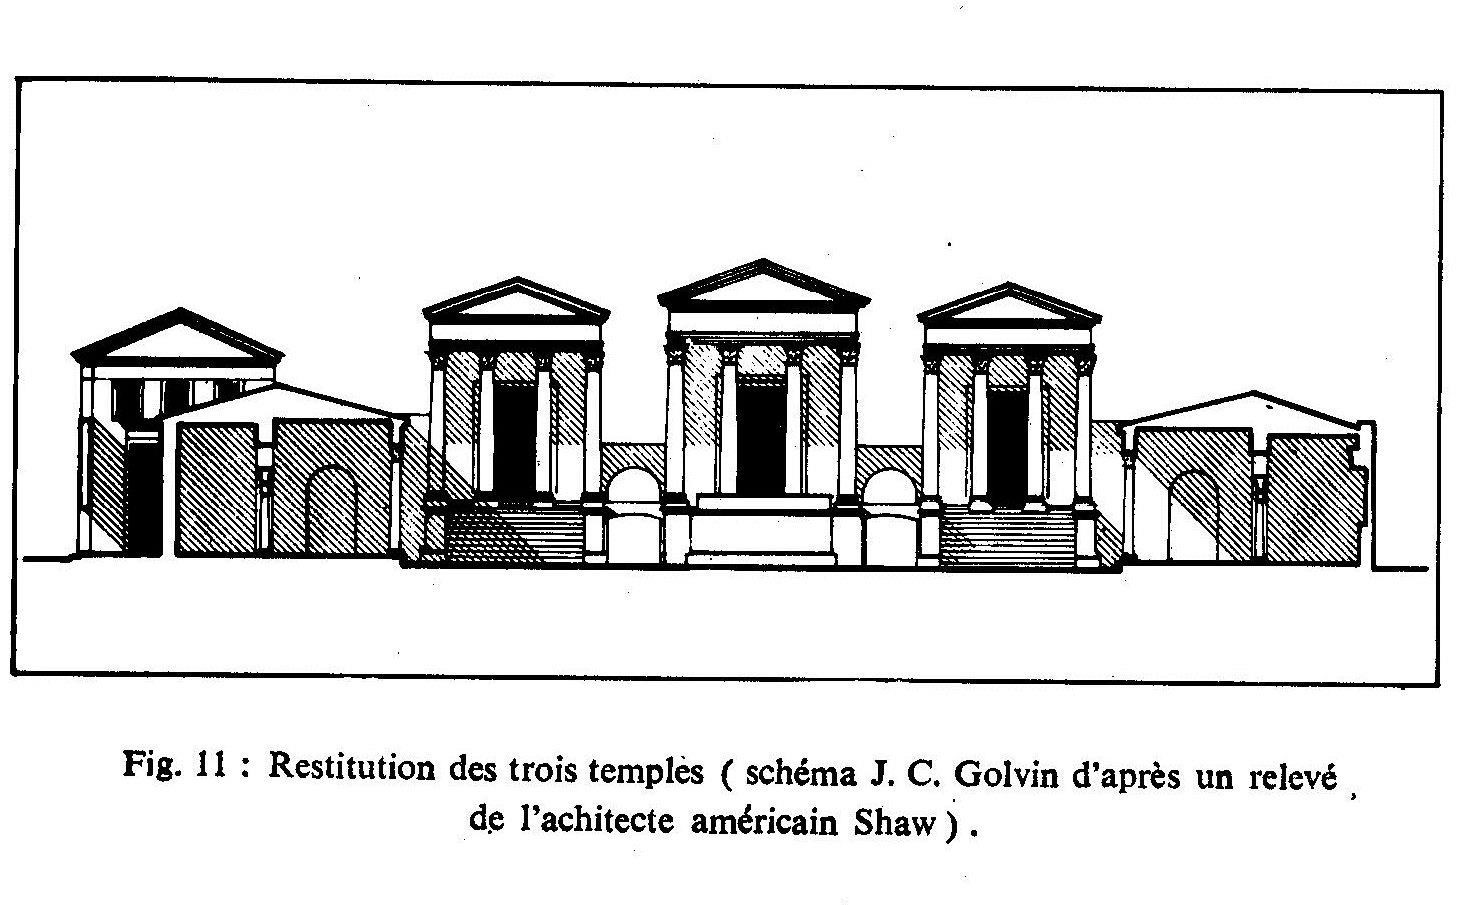 Fig. 11 : Restitution des trois temples ( schéma J. C. Golvin d'après un relevé
de l'achitecte américain Shaw ) .